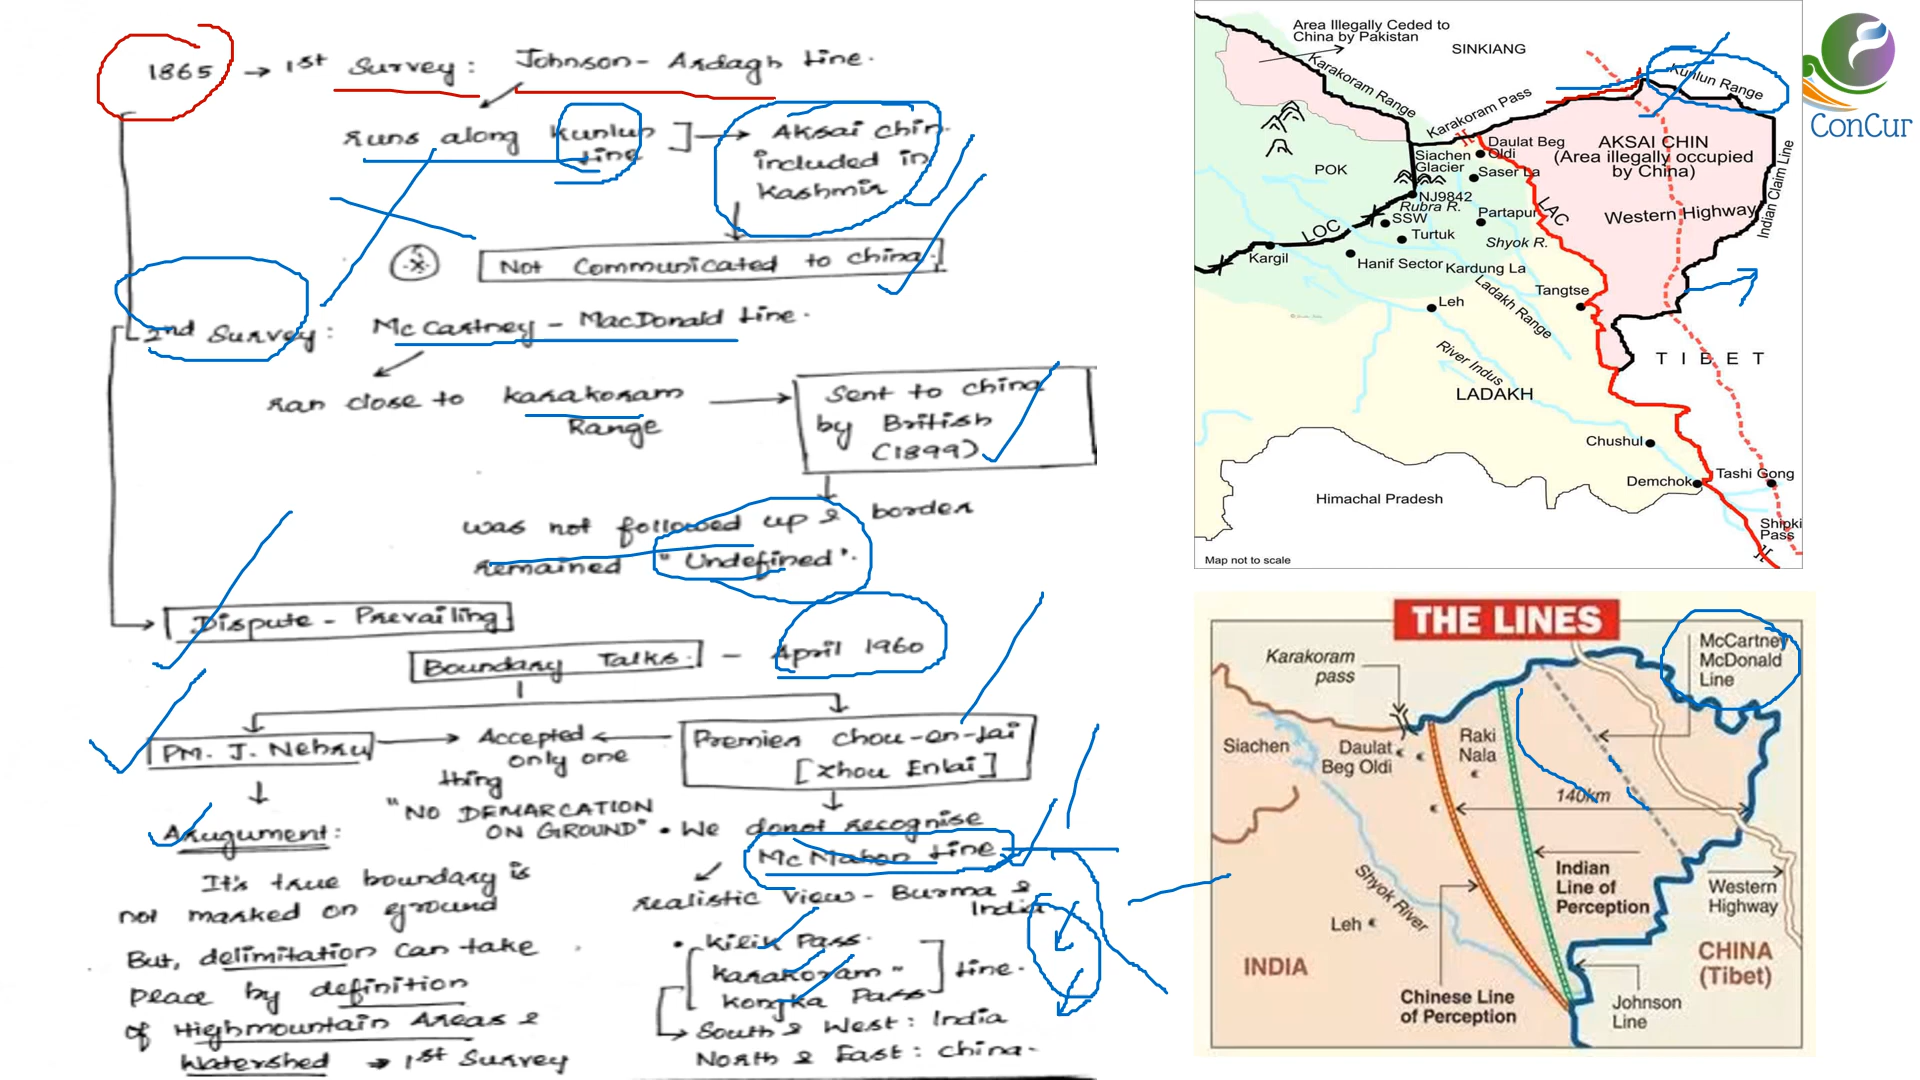 1865 → 1st Survey: Johnson- Ardagh Line.
runs along Kunlun Line ] → Aksai chin included in Kashmir
Not Communicated to china.
2nd Survey: McCartney - MacDonald Line.
ran close to karakoram Range → Sent to china by British (1899)
was not followed up & border
remained "Undefined".
Dispute - Prevailing
Boundary Talks. - April 1960
PM. J. Nehru → Accepted only one thing ← Premier Chou-en-Lai [Zhou Enlai]
"NO DEMARCATION ON GROUND"
Arugument:
It's true boundary is
not marked on ground
But, delimitation can take
peace by definition
of Highmountain Areas &
Watershed → 1st Survey
• We donot recognise
Mc Mahon Line
realistic View - Burma & India
• Kilik Pass.
karakoram "
kongka Pass
] Line.
South & West: India
North & East: China.
Area Illegally Ceded to
China by Pakistan
SINKIANG
Karakoram Range
Karakoram Pass
Kunlun Range
AKSAI CHIN
(Area illegally occupied
by China)
Daulat Beg
Oldi
Siachen
Glacier
Saser La
POK
NJ9842
Rubra R.
LAC
Western Highway
Indian Claim Line
SSW
Partapur
LOC
Turtuk
Shyok R.
Kargil
Hanif Sector
Kardung La
Ladakh Range
Tangtse
Leh
River Indus
TIBET
LADAKH
Chushul
Demchok
Tashi Gong
Himachal Pradesh
Shipki
Pass
Map not to scale
ConCur
THE LINES
McCartney
McDonald
Line
Karakoram
pass
Siachen
Daulat
Beg Oldi
Raki
Nala
140km
Indian
Line of
Perception
Shyok River
Leh
Western
Highway
INDIA
CHINA
(Tibet)
Chinese Line
of Perception
Johnson
Line